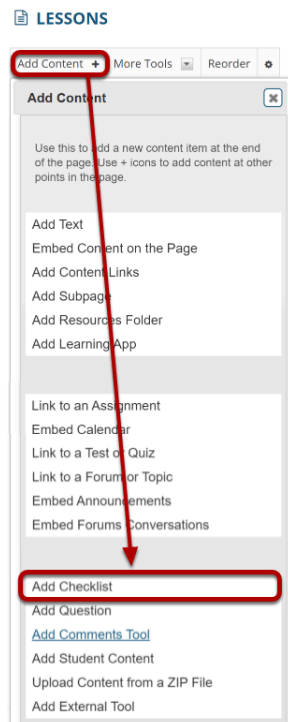 LESSONS
Add Content + More Tools Reorder
Add Content
Use this to add a new content item at the end
of the page. Use + icons to add content at other
points in the page.
Add Text
Embed Content on the Page
Add Content Links
Add Subpage
Add Resources Folder
Add Learning App
Link to an Assignment
Embed Calendar
Link to a Test or Quiz
Link to a Forum or Topic
Embed Announcements
Embed Forums Conversations
Add Checklist
Add Question
Add Comments Tool
Add Student Content
Upload Content from a ZIP File
Add External Tool